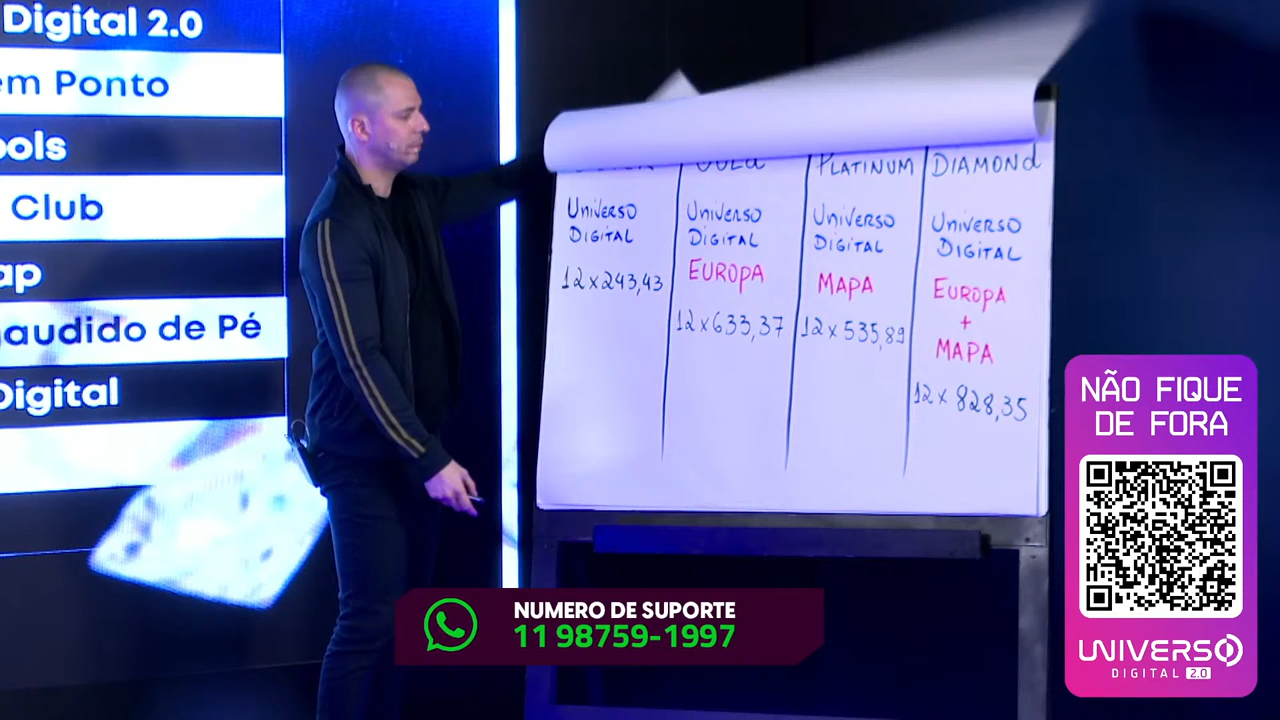 Digital 2.0
em Ponto
ools
Club
ap
audido de Pé
Digital
GOLD
PLATINUM
DIAMOND
UNIVERSO
DIGITAL
12x243,43
UNIVERSO
DIGITAL
EUROPA
12x633,37
UNIVERSO
DIGITAL
MAPA
12x535,89
UNIVERSO
DIGITAL
EUROPA
+
MAPA
12x828,35
NUMERO DE SUPORTE
11 98759-1997
NÃO FIQUE
DE FORA
UNIVERSO
DIGITAL 2.0